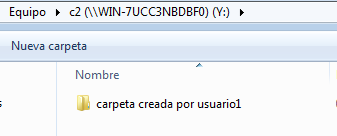 Equipo ▸ c2 (\\WIN-7UCC3NBDBF0) (Y:) ▸
Nueva carpeta
Nombre
carpeta creada por usuario1